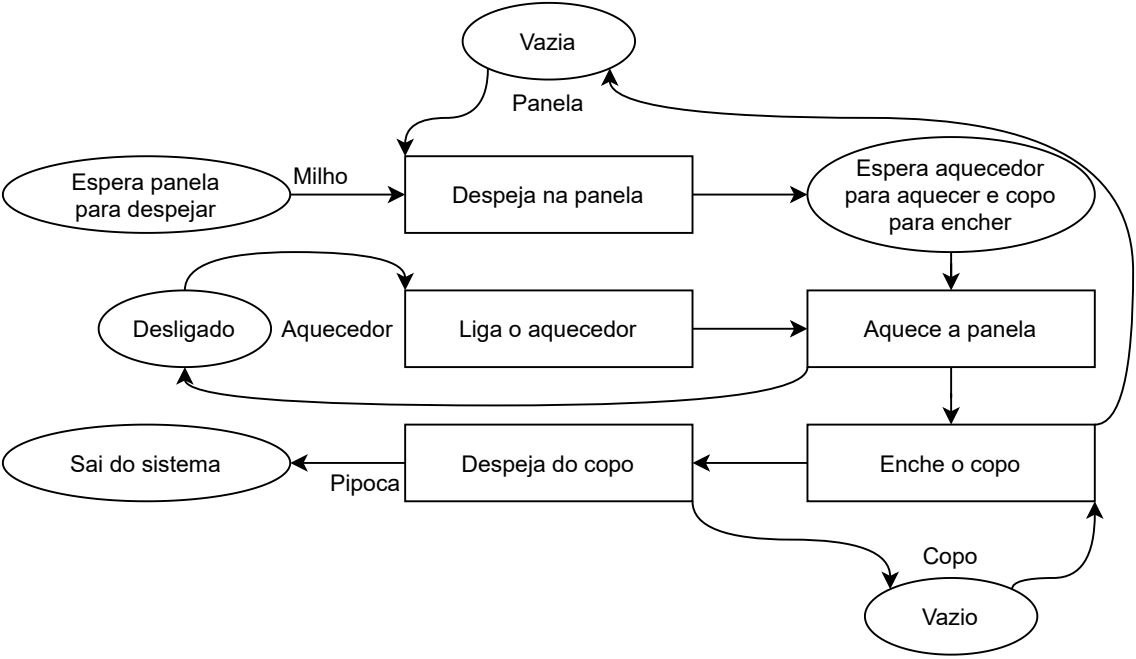 Vazia
Panela
Espera panela
para despejar
Milho
Despeja na panela
Espera aquecedor
para aquecer e copo
para encher
Desligado
Aquecedor
Liga o aquecedor
Aquece a panela
Sai do sistema
Pipoca
Despeja do copo
Enche o copo
Copo
Vazio